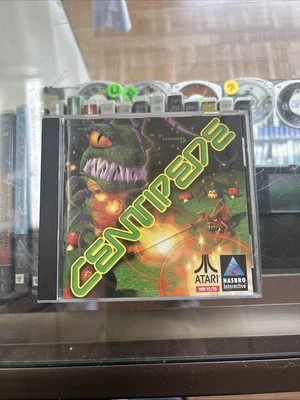 CENTIPEDE
ATARI
WIN 95/98
HASBRO
Interactive